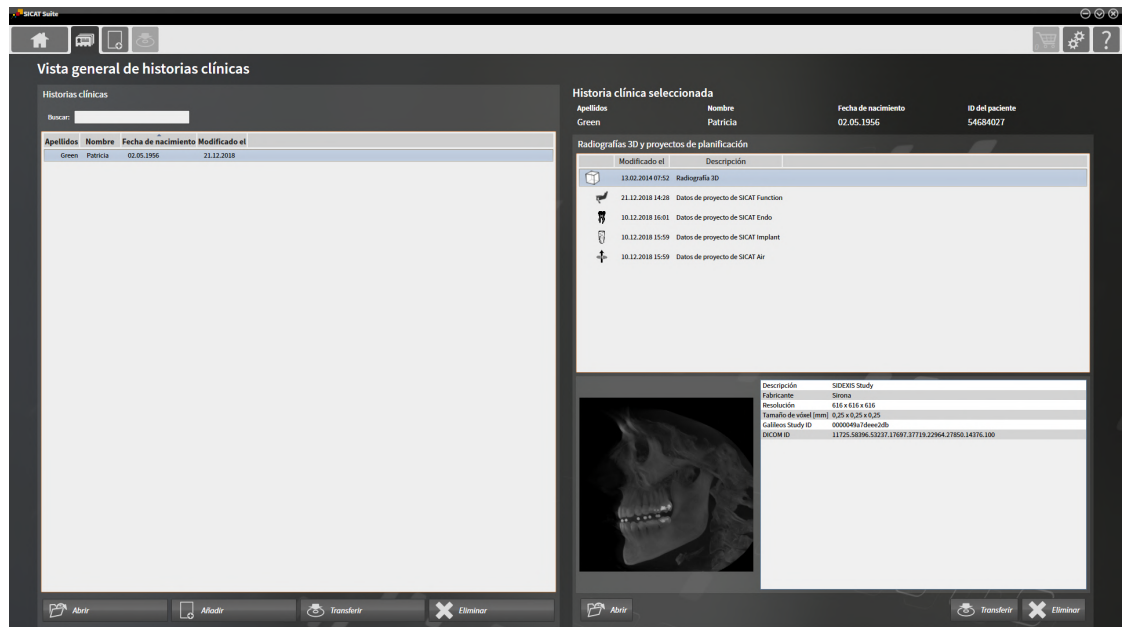 SICAT Suite
?
Vista general de historias clínicas
Historias clínicas
Buscar:
Apellidos Nombre Fecha de nacimiento Modificado el
Green Patricia 02.05.1956 21.12.2018
Abrir
Añadir
Transferir
Eliminar
Historia clínica seleccionada
Apellidos Nombre Fecha de nacimiento ID del paciente
Green Patricia 02.05.1956 54684027
Radiografías 3D y proyectos de planificación
Modificado el Descripción
13.02.2014 07:52 Radiografía 3D
21.12.2018 14:28 Datos de proyecto de SICAT Function
10.12.2018 16:01 Datos de proyecto de SICAT Endo
10.12.2018 15:59 Datos de proyecto de SICAT Implant
10.12.2018 15:59 Datos de proyecto de SICAT Air
Descripción SIDEXIS Study
Fabricante Sirona
Resolución 616 x 616 x 616
Tamaño de vóxel [mm] 0,25 x 0,25 x 0,25
Galileos Study ID 0000049a7deee2db
DICOM ID 11725.58396.53237.17697.37719.22964.27850.14376.100
Abrir
Transferir
Eliminar